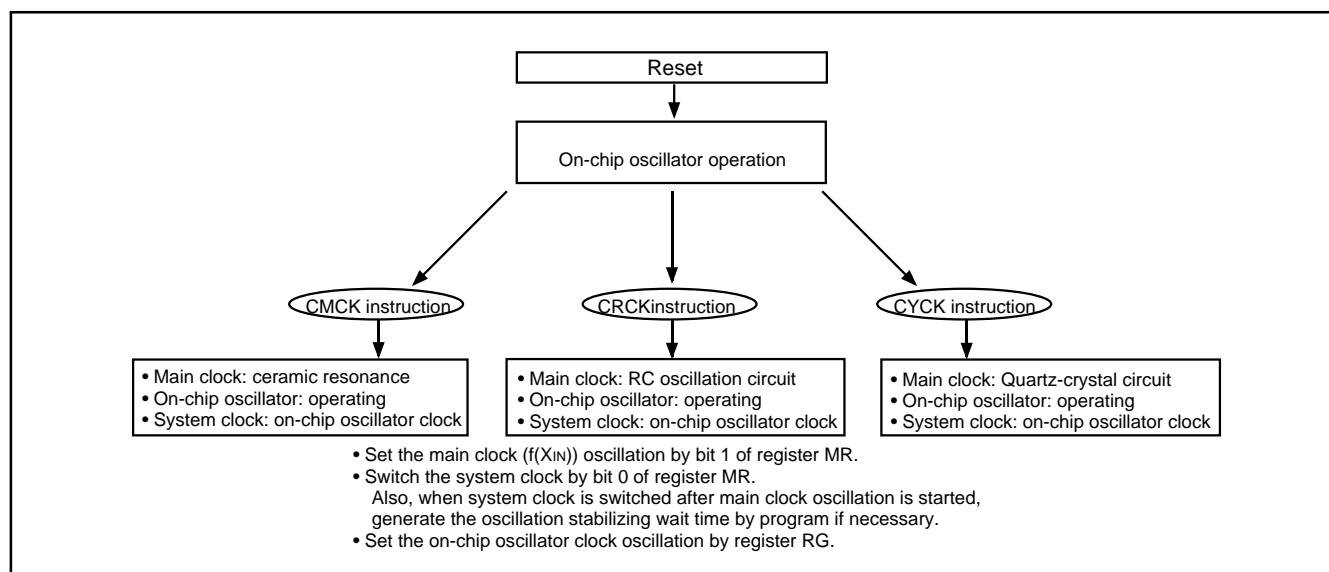 Reset
On-chip oscillator operation
CMCK instruction
CRCKinstruction
CYCK instruction
• Main clock: ceramic resonance
• On-chip oscillator: operating
• System clock: on-chip oscillator clock
• Main clock: RC oscillation circuit
• On-chip oscillator: operating
• System clock: on-chip oscillator clock
• Main clock: Quartz-crystal circuit
• On-chip oscillator: operating
• System clock: on-chip oscillator clock
• Set the main clock (f(XIN)) oscillation by bit 1 of register MR.
• Switch the system clock by bit 0 of register MR.
Also, when system clock is switched after main clock oscillation is started,
generate the oscillation stabilizing wait time by program if necessary.
• Set the on-chip oscillator clock oscillation by register RG.